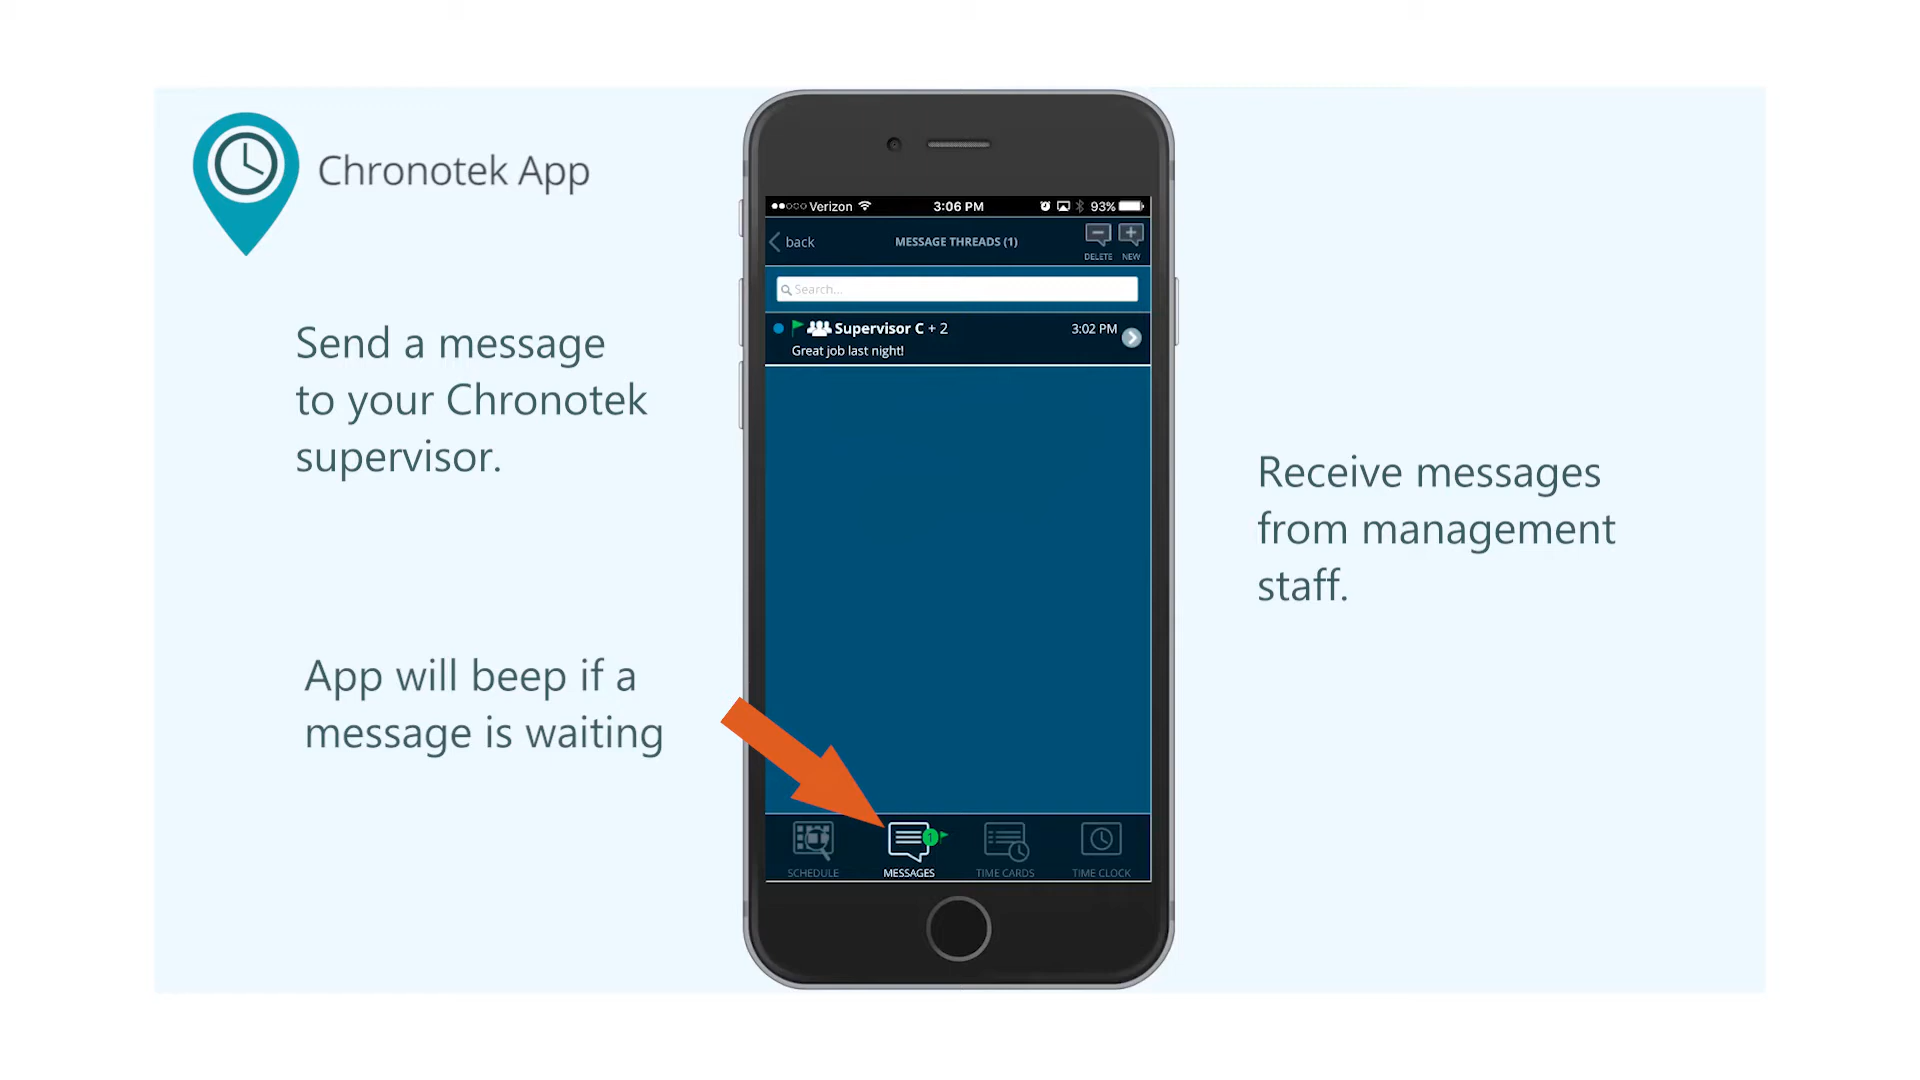 Chronotek App
Send a message
to your Chronotek
supervisor.
App will beep if a
message is waiting
Verizon 3:06 PM 93%
back MESSAGE THREADS (1)
DELETE NEW
Search...
Supervisor C + 2 3:02 PM
Great job last night!
1
SCHEDULE MESSAGES TIME CARDS TIME CLOCK
Receive messages
from management
staff.